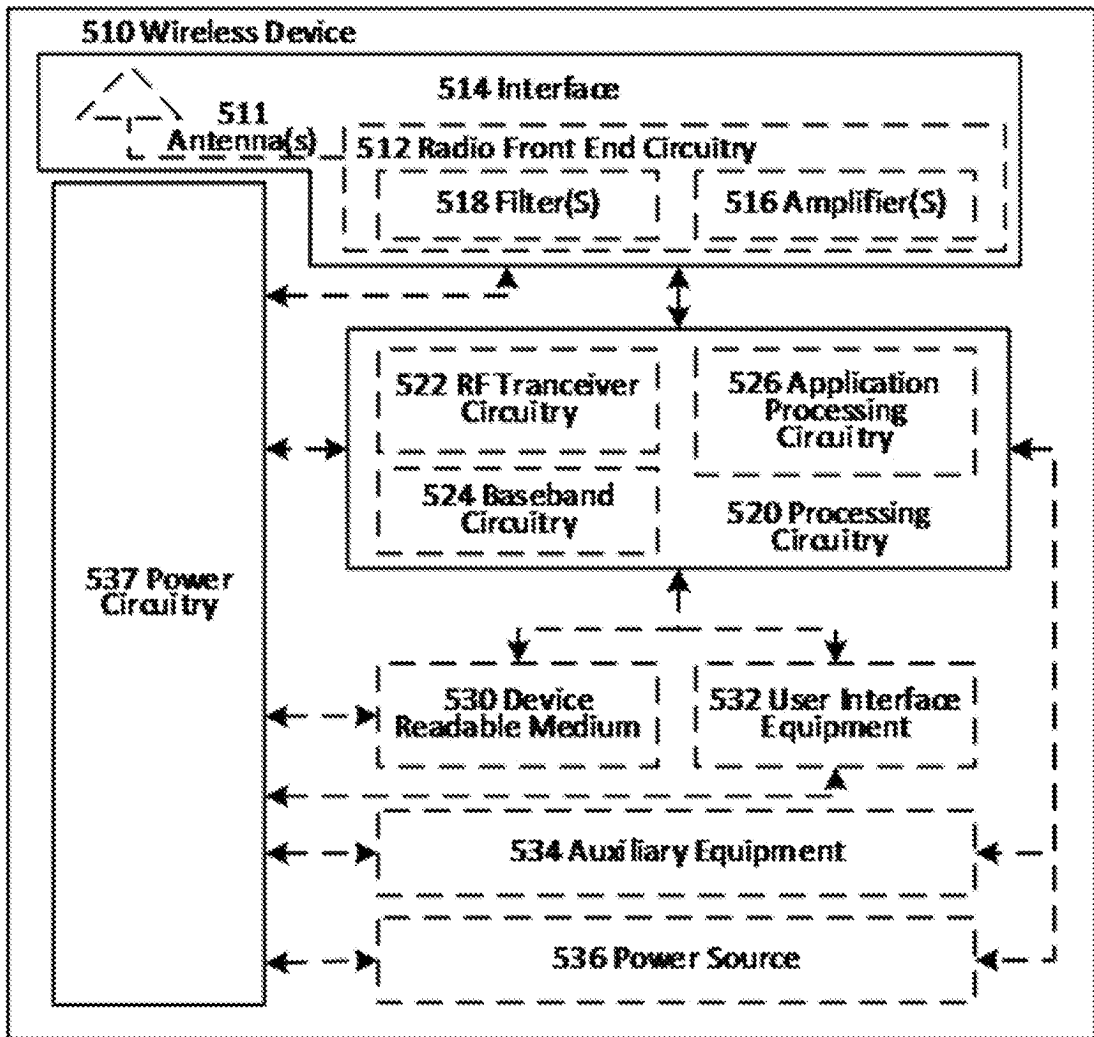 510 Wireless Device
514 Interface
511
Antenna(s)
512 Radio Front End Circuitry
518 Filter(S)
516 Amplifier(S)
522 RF Tranceiver
Circuitry
526 Application
Processing
Circuitry
524 Baseband
Circuitry
520 Processing
Circuitry
537 Power
Circuitry
530 Device
Readable Medium
532 User Interface
Equipment
534 Auxiliary Equipment
536 Power Source